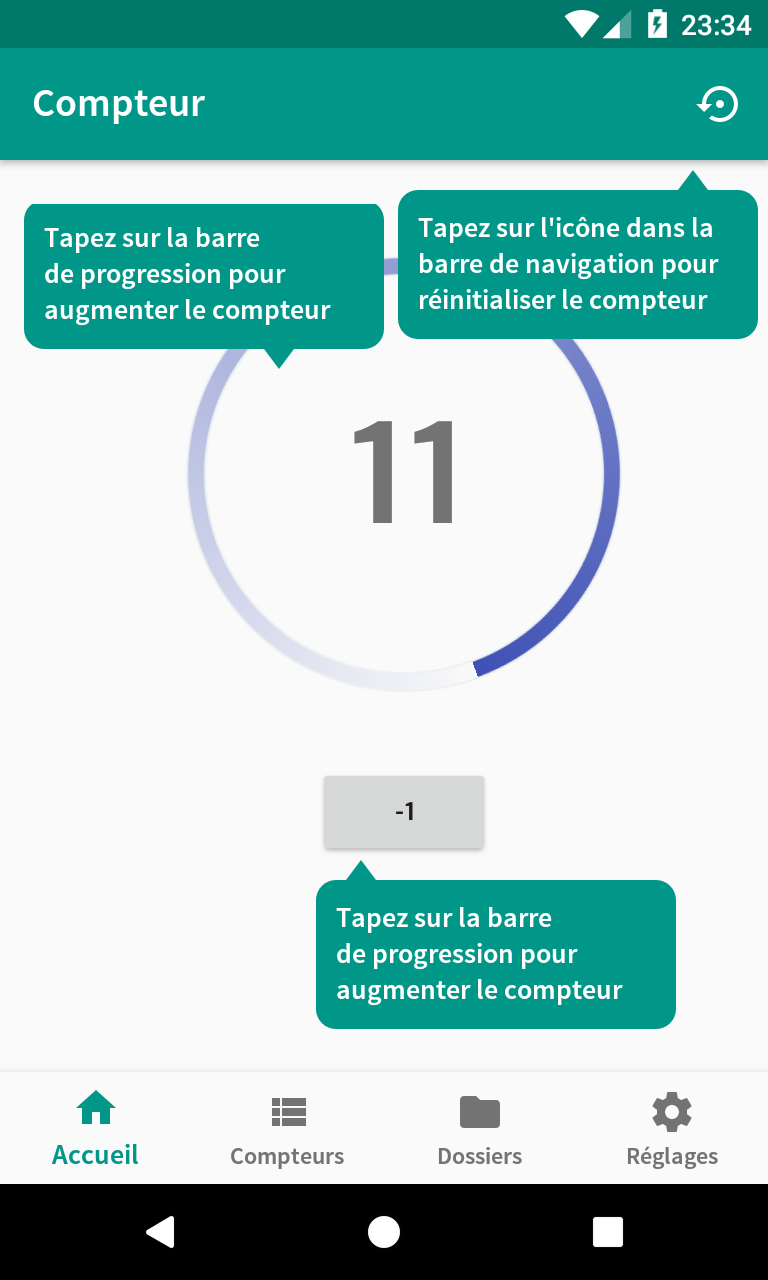 23:34
Compteur
Tapez sur la barre
de progression pour
augmenter le compteur
Tapez sur l'icône dans la
barre de navigation pour
réinitialiser le compteur
11
-1
Tapez sur la barre
de progression pour
augmenter le compteur
Accueil
Compteurs
Dossiers
Réglages